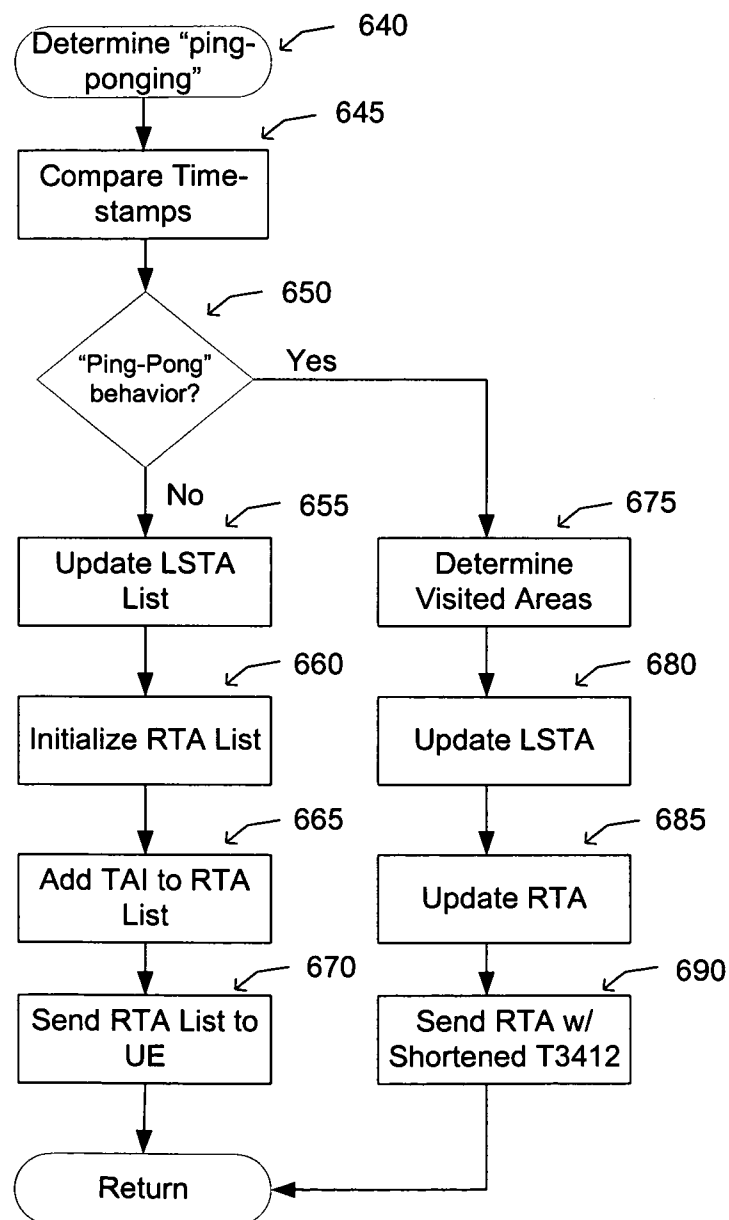 Determine “ping-
ponging”
640
645
Compare Time-
stamps
650
“Ping-Pong”
behavior?
Yes
No
655
Update LSTA
List
675
Determine
Visited Areas
660
Initialize RTA List
680
Update LSTA
665
Add TAI to RTA
List
685
Update RTA
670
Send RTA List to
UE
690
Send RTA w/
Shortened T3412
Return